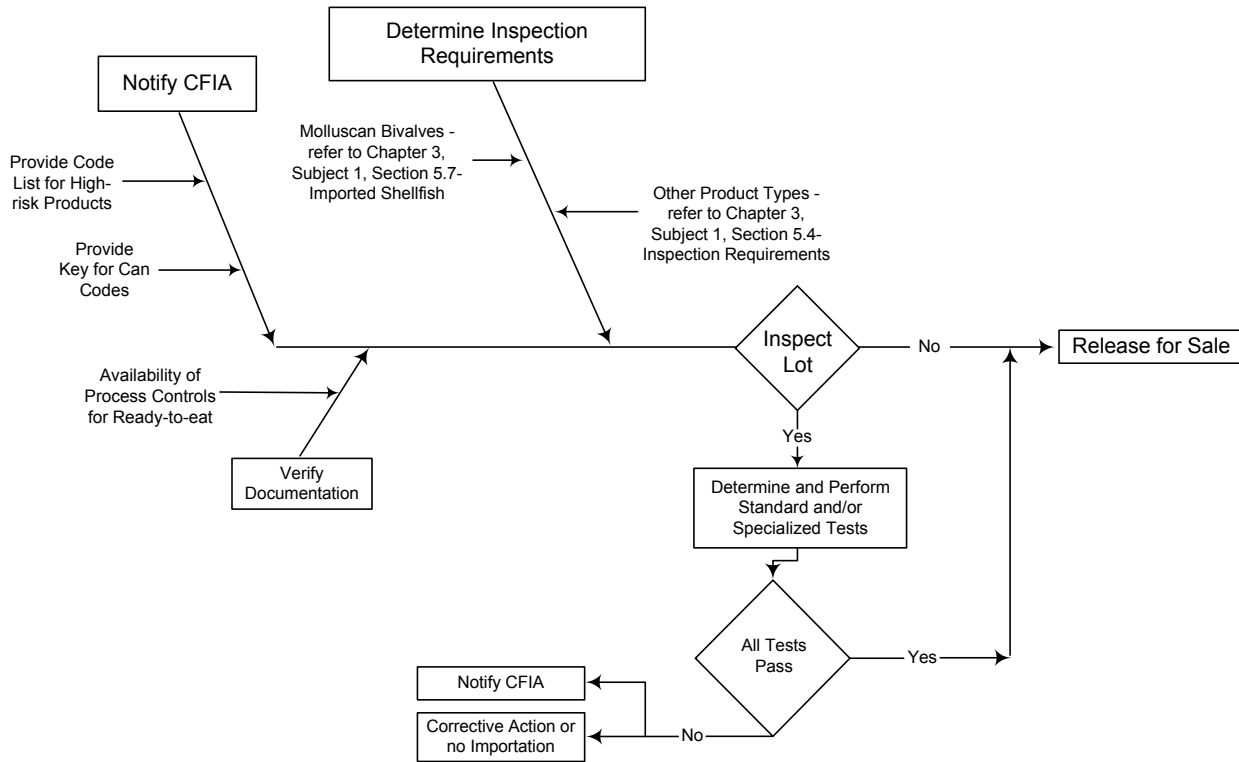 Determine Inspection
Requirements
Notify CFIA
Molluscan Bivalves -
refer to Chapter 3,
Subject 1, Section 5.7-
Imported Shellfish
Provide Code
List for High-
risk Products
Other Product Types -
refer to Chapter 3,
Subject 1, Section 5.4-
Inspection Requirements
Provide
Key for Can
Codes
Inspect
Lot
No
Release for Sale
Availability of
Process Controls
for Ready-to-eat
Yes
Verify
Documentation
Determine and Perform
Standard and/or
Specialized Tests
All Tests
Pass
Yes
Notify CFIA
Corrective Action or
no Importation
No